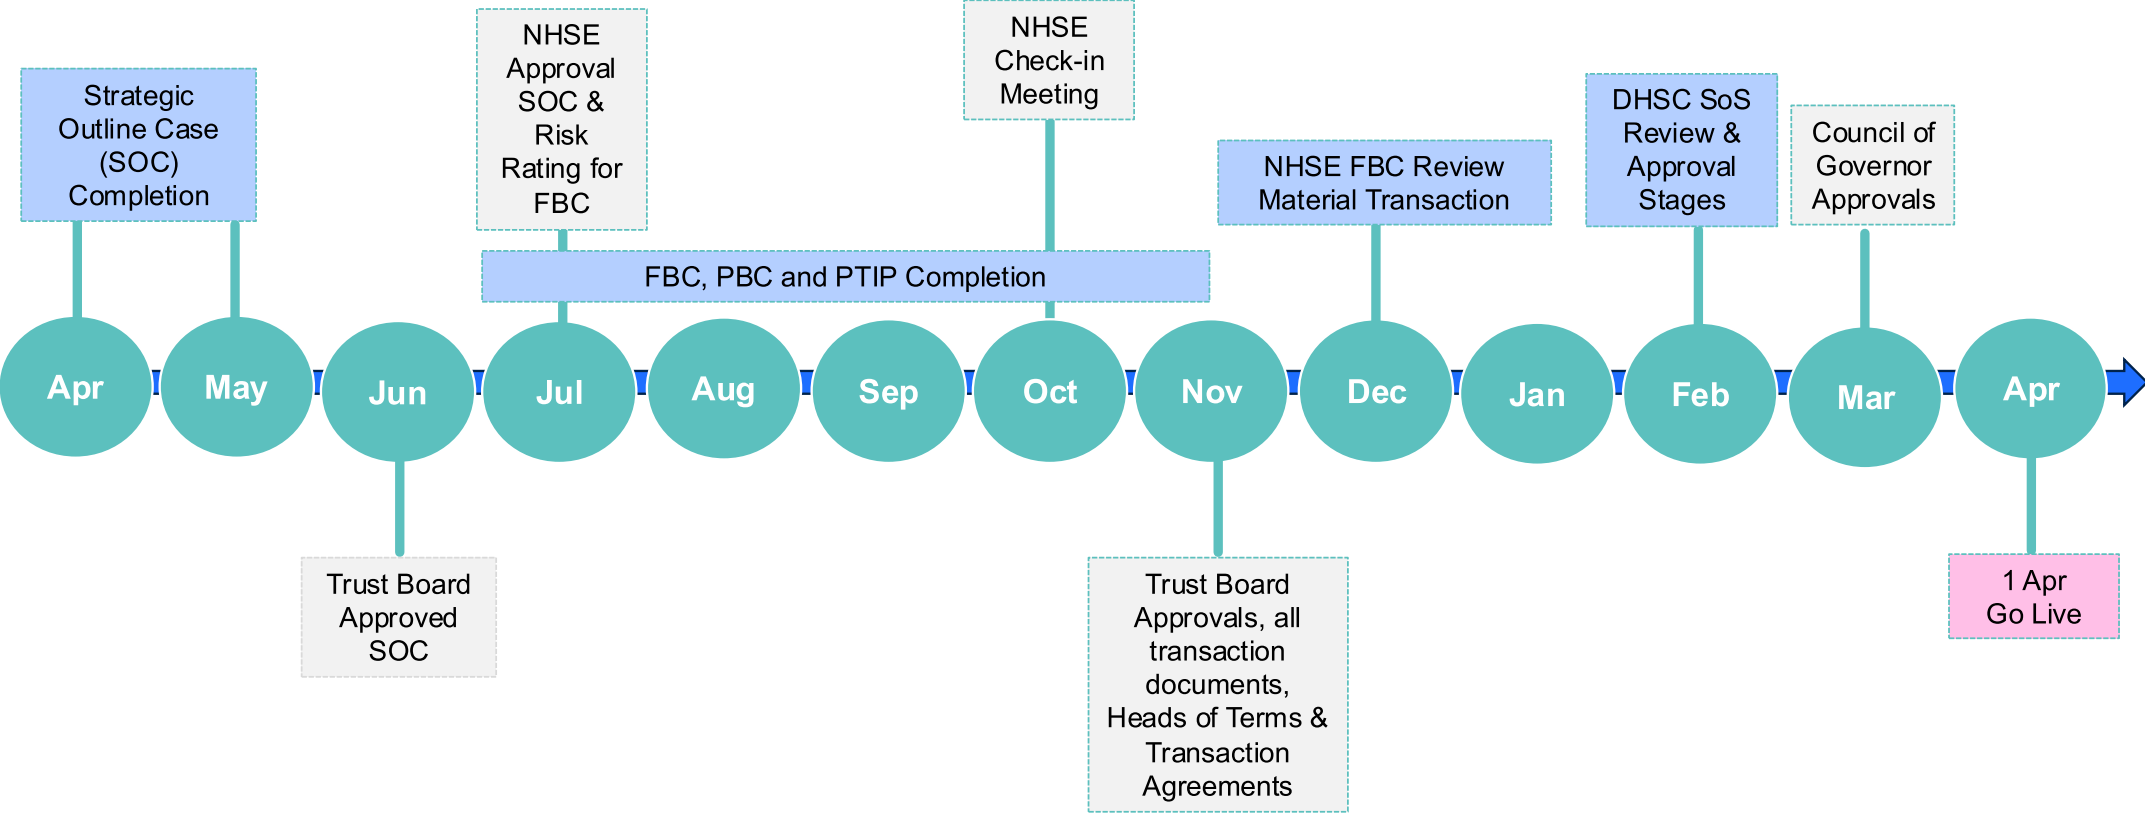 Strategic
Outline Case
(SOC)
Completion
NHSE
Approval
SOC &
Risk
Rating for
FBC
NHSE
Check-in
Meeting
NHSE FBC Review
Material Transaction
DHSC SoS
Review &
Approval
Stages
Council of
Governor
Approvals
FBC, PBC and PTIP Completion
Apr
May
Jun
Jul
Aug
Sep
Oct
Nov
Dec
Jan
Feb
Mar
Apr
Trust Board
Approved
SOC
Trust Board
Approvals, all
transaction
documents,
Heads of Terms &
Transaction
Agreements
1 Apr
Go Live